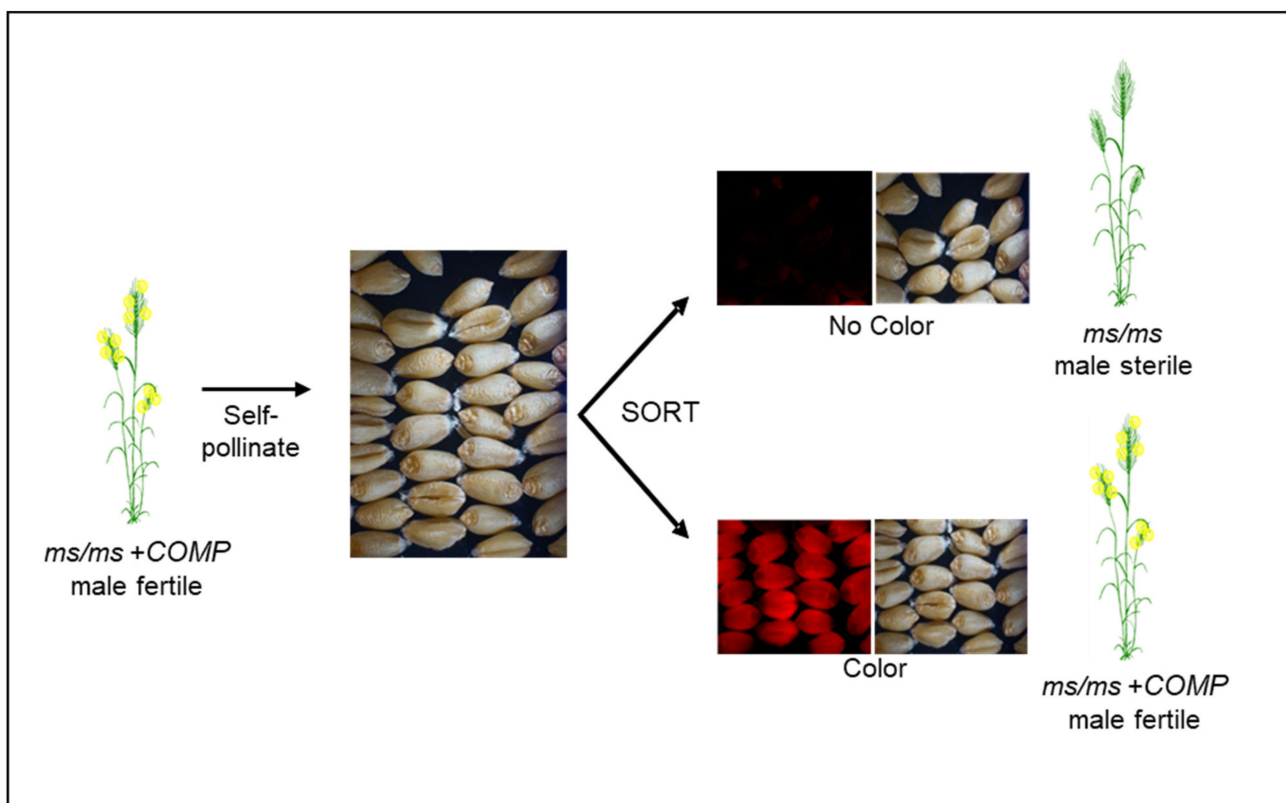 ms/ms +COMP
male fertile
Self-
pollinate
SORT
No Color
ms/ms
male sterile
Color
ms/ms +COMP
male fertile